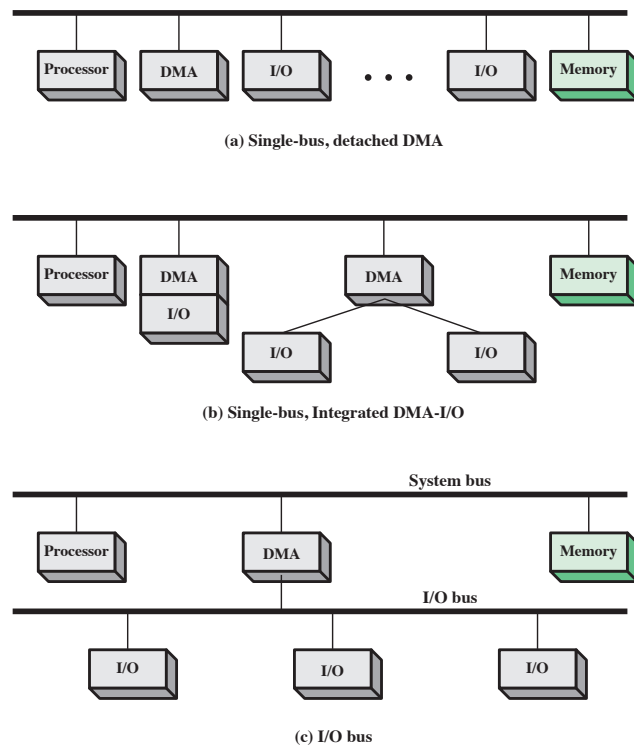 Processor DMA I/O • • • I/O Memory
(a) Single-bus, detached DMA
Processor DMA DMA Memory
I/O
I/O I/O
(b) Single-bus, Integrated DMA-I/O
System bus
Processor DMA Memory
I/O bus
I/O I/O I/O
(c) I/O bus